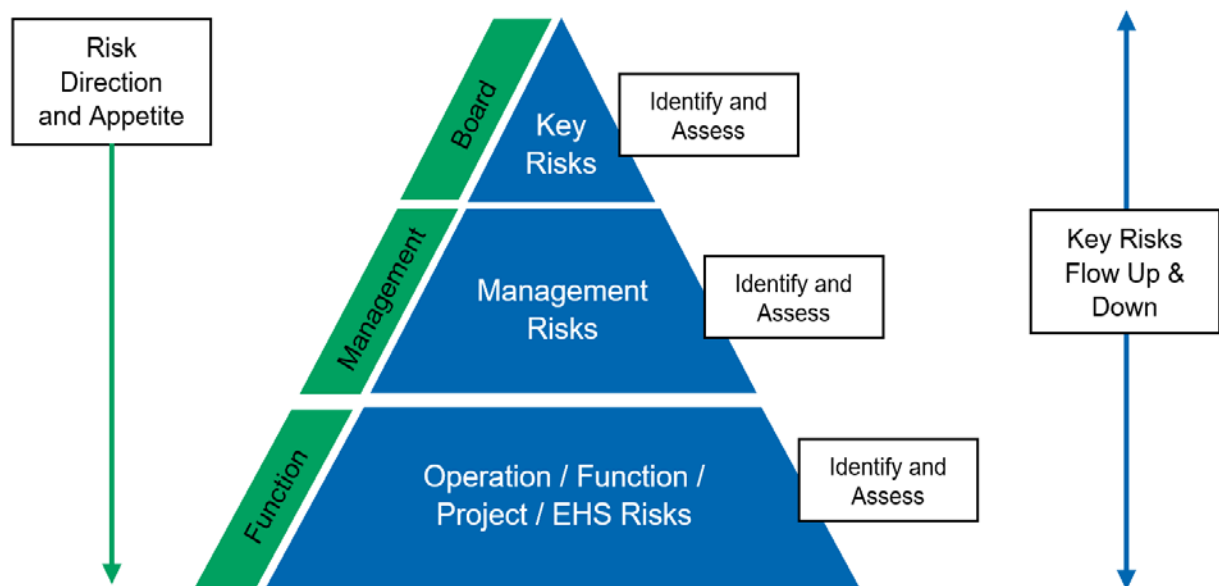 Risk
Direction
and Appetite
Board
Key
Risks
Identify and
Assess
Management
Management
Risks
Identify and
Assess
Key Risks
Flow Up &
Down
Function
Operation / Function /
Project / EHS Risks
Identify and
Assess